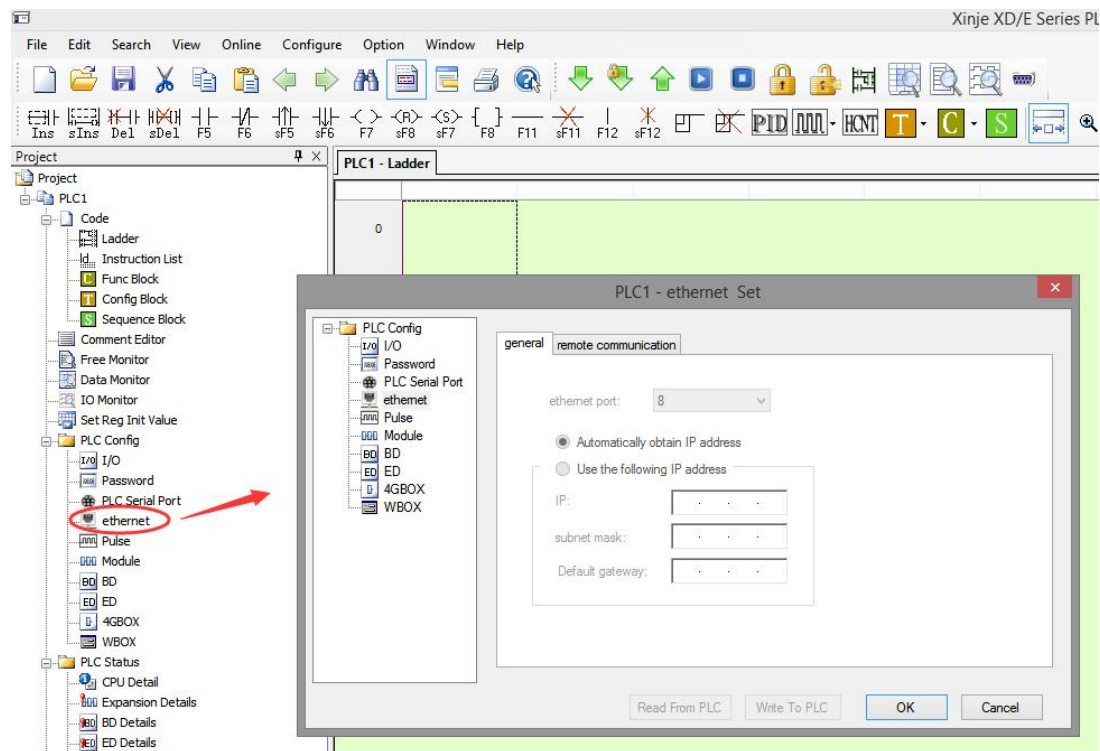 Xinje XD/E Series PL
File Edit Search View Online Configure Option Window Help
Ins sIns Del sDel F5 F6 sF5 sF6 F7 sF8 sF7 F8 F11 sF11 F12 sF12 PID HCNT T C S
Project
PLC1 - Ladder
Project
PLC1
Code
Ladder
Instruction List
Func Block
Config Block
Sequence Block
Comment Editor
Free Monitor
Data Monitor
IO Monitor
Set Reg Init Value
PLC Config
I/O I/O
Password
PLC Serial Port
ethernet
Pulse
Module
BD BD
ED ED
4GBOX
WBOX
PLC Status
CPU Detail
Expansion Details
BD BD Details
ED ED Details
0
PLC1 - ethernet Set
PLC Config
I/O I/O
Password
PLC Serial Port
ethernet
Pulse
Module
BD BD
ED ED
4GBOX
WBOX
general remote communication
ethernet port: 8
Automatically obtain IP address
Use the following IP address
IP: . . .
subnet mask: . . .
Default gateway: . . .
Read From PLC Write To PLC OK Cancel